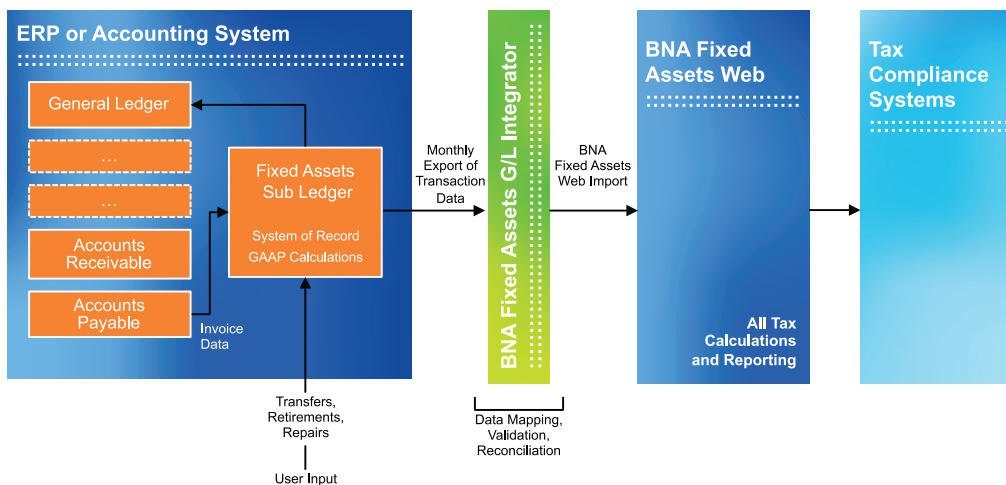 ERP or Accounting System
General Ledger
...
...
Accounts
Receivable
Accounts
Payable
Invoice
Data
Fixed Assets
Sub Ledger
System of Record
GAAP Calculations
Transfers,
Retirements,
Repairs
User Input
Monthly
Export of
Transaction
Data
BNA Fixed Assets G/L Integrator
Data Mapping,
Validation,
Reconciliation
BNA
Fixed Assets
Web Import
BNA Fixed
Assets Web
All Tax
Calculations
and Reporting
Tax
Compliance
Systems